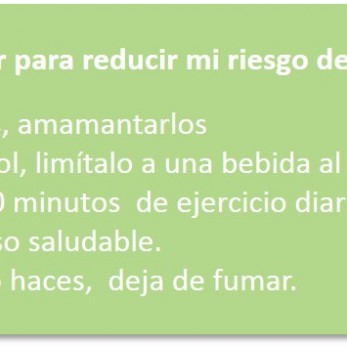 r para reducir mi riesgo de
, amamantarlos
ol, limítalo a una bebida al
0 minutos de ejercicio diar
so saludable.
o haces, deja de fumar.